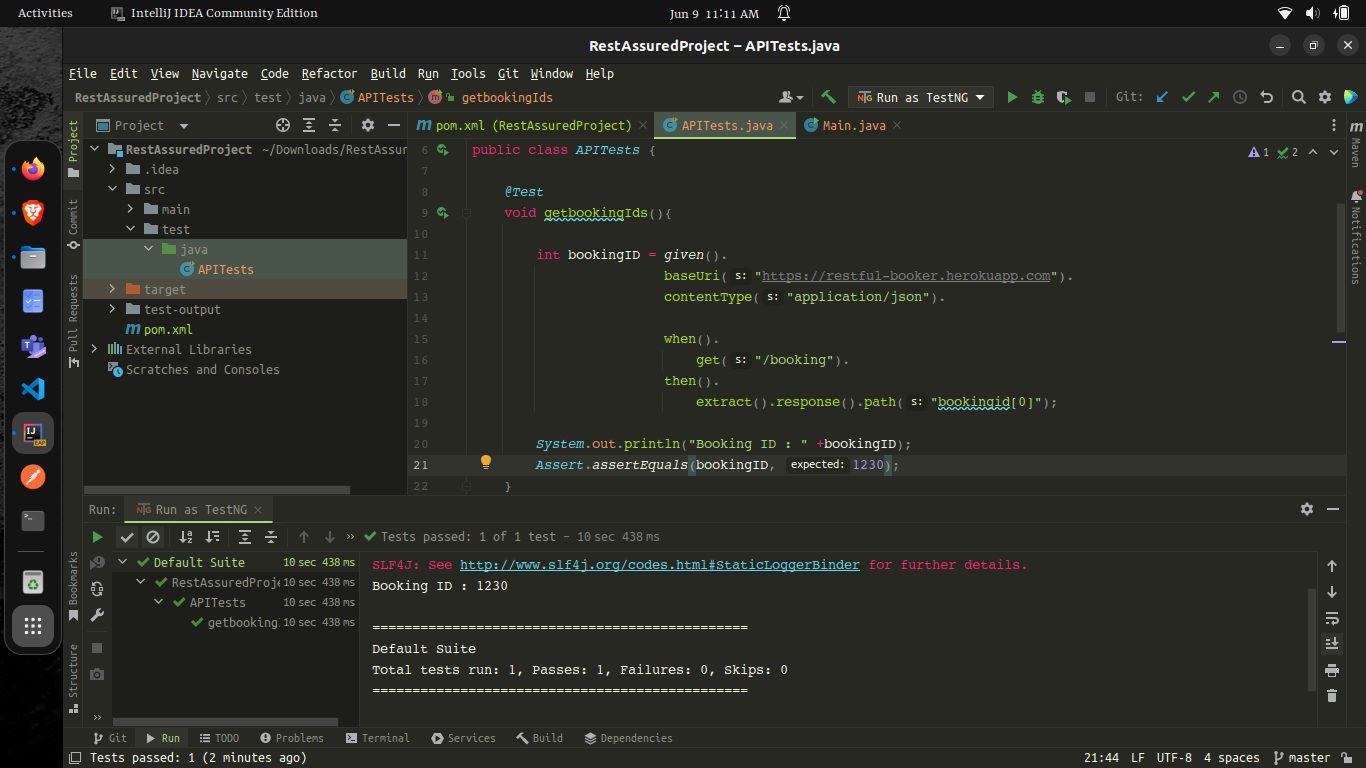 Activities IntelliJ IDEA Community Edition Jun 9 11:11 AM
RestAssuredProject – APITests.java
File Edit View Navigate Code Refactor Build Run Tools Git Window Help
RestAssuredProject src test java APITests getbookingIds Run as TestNG Git:
Project pom.xml (RestAssuredProject) APITests.java Main.java
Project
Commit
Pull Requests
Bookmarks
Structure
Maven
Notifications
RestAssuredProject ~/Downloads/RestAssur
.idea
src
main
test
java
APITests
target
test-output
pom.xml
External Libraries
Scratches and Consoles
1 2
6 public class APITests {
7
8 @Test
9 void getbookingIds(){
10
11 int bookingID = given().
12 baseUri( s: "https://restful-booker.herokuapp.com").
13 contentType( s: "application/json").
14
15 when().
16 get( s: "/booking").
17 then().
18 extract().response().path( s: "bookingid[0]");
19
20 System.out.println("Booking ID : " +bookingID);
21 Assert.assertEquals(bookingID, expected: 1230);
22 }
Run: Run as TestNG
Tests passed: 1 of 1 test – 10 sec 438 ms
Default Suite 10 sec 438 ms
RestAssuredProje 10 sec 438 ms
APITests 10 sec 438 ms
getbooking 10 sec 438 ms
SLF4J: See http://www.slf4j.org/codes.html#StaticLoggerBinder for further details.
Booking ID : 1230
===============================================
Default Suite
Total tests run: 1, Passes: 1, Failures: 0, Skips: 0
===============================================
Git Run TODO Problems Terminal Services Build Dependencies
Tests passed: 1 (2 minutes ago) 21:44 LF UTF-8 4 spaces master